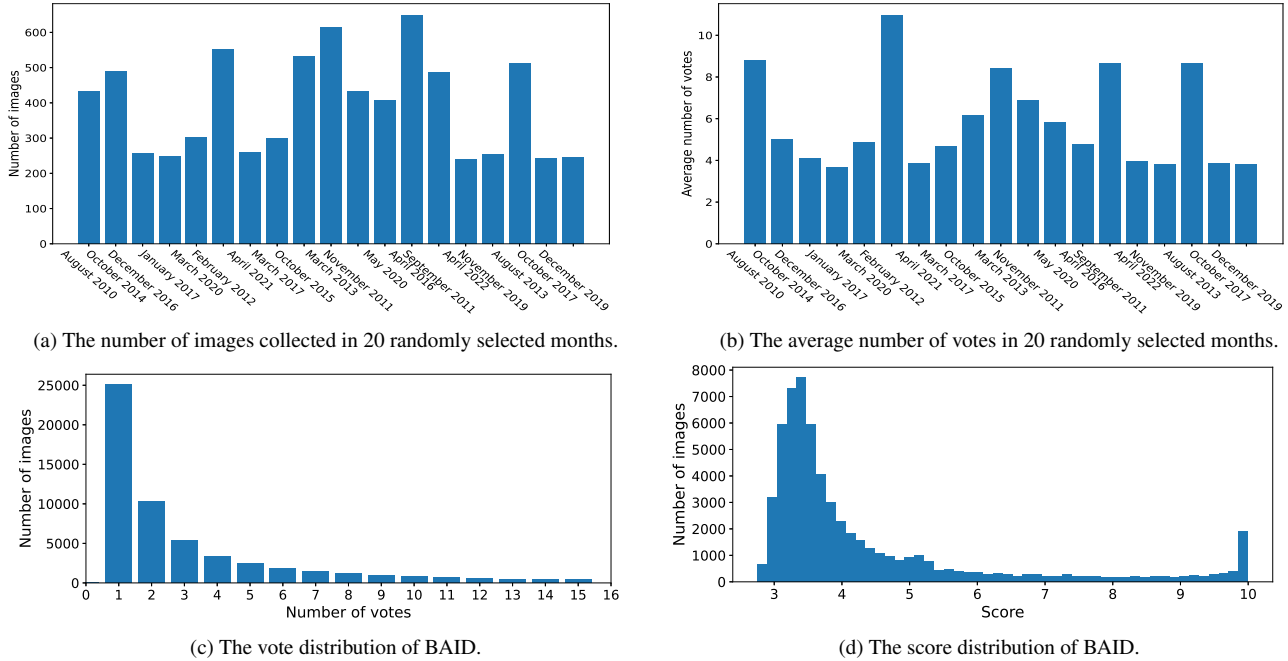 600
500
400
300
200
100
0
Number of images
August 2010
October 2014
December 2016
January 2017
March 2020
February 2012
April 2021
March 2017
October 2015
March 2013
November 2011
May 2020
April 2016
September 2011
April 2022
November 2019
August 2013
October 2017
December 2019
(a) The number of images collected in 20 randomly selected months.
10
8
6
4
2
0
Average number of votes
August 2010
October 2014
December 2016
January 2017
March 2020
February 2012
April 2021
March 2017
October 2015
March 2013
November 2011
May 2020
April 2016
September 2011
April 2022
November 2019
August 2013
October 2017
December 2019
(b) The average number of votes in 20 randomly selected months.
25000
20000
15000
10000
5000
0
Number of images
0 1 2 3 4 5 6 7 8 9 10 11 12 13 14 15 16
Number of votes
(c) The vote distribution of BAID.
8000
7000
6000
5000
4000
3000
2000
1000
0
Number of images
3 4 5 6 7 8 9 10
Score
(d) The score distribution of BAID.